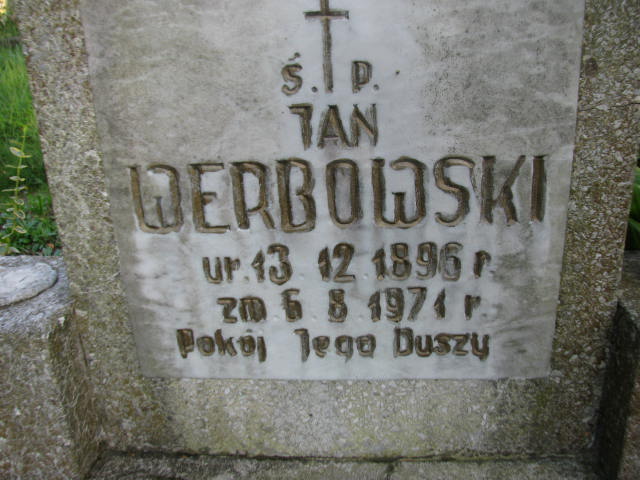 ś. p.
JAN
WERBOWSKI
ur. 13. 12. 1896 r.
zm. 6. 8. 1971 r.
Pokój Jego Duszy